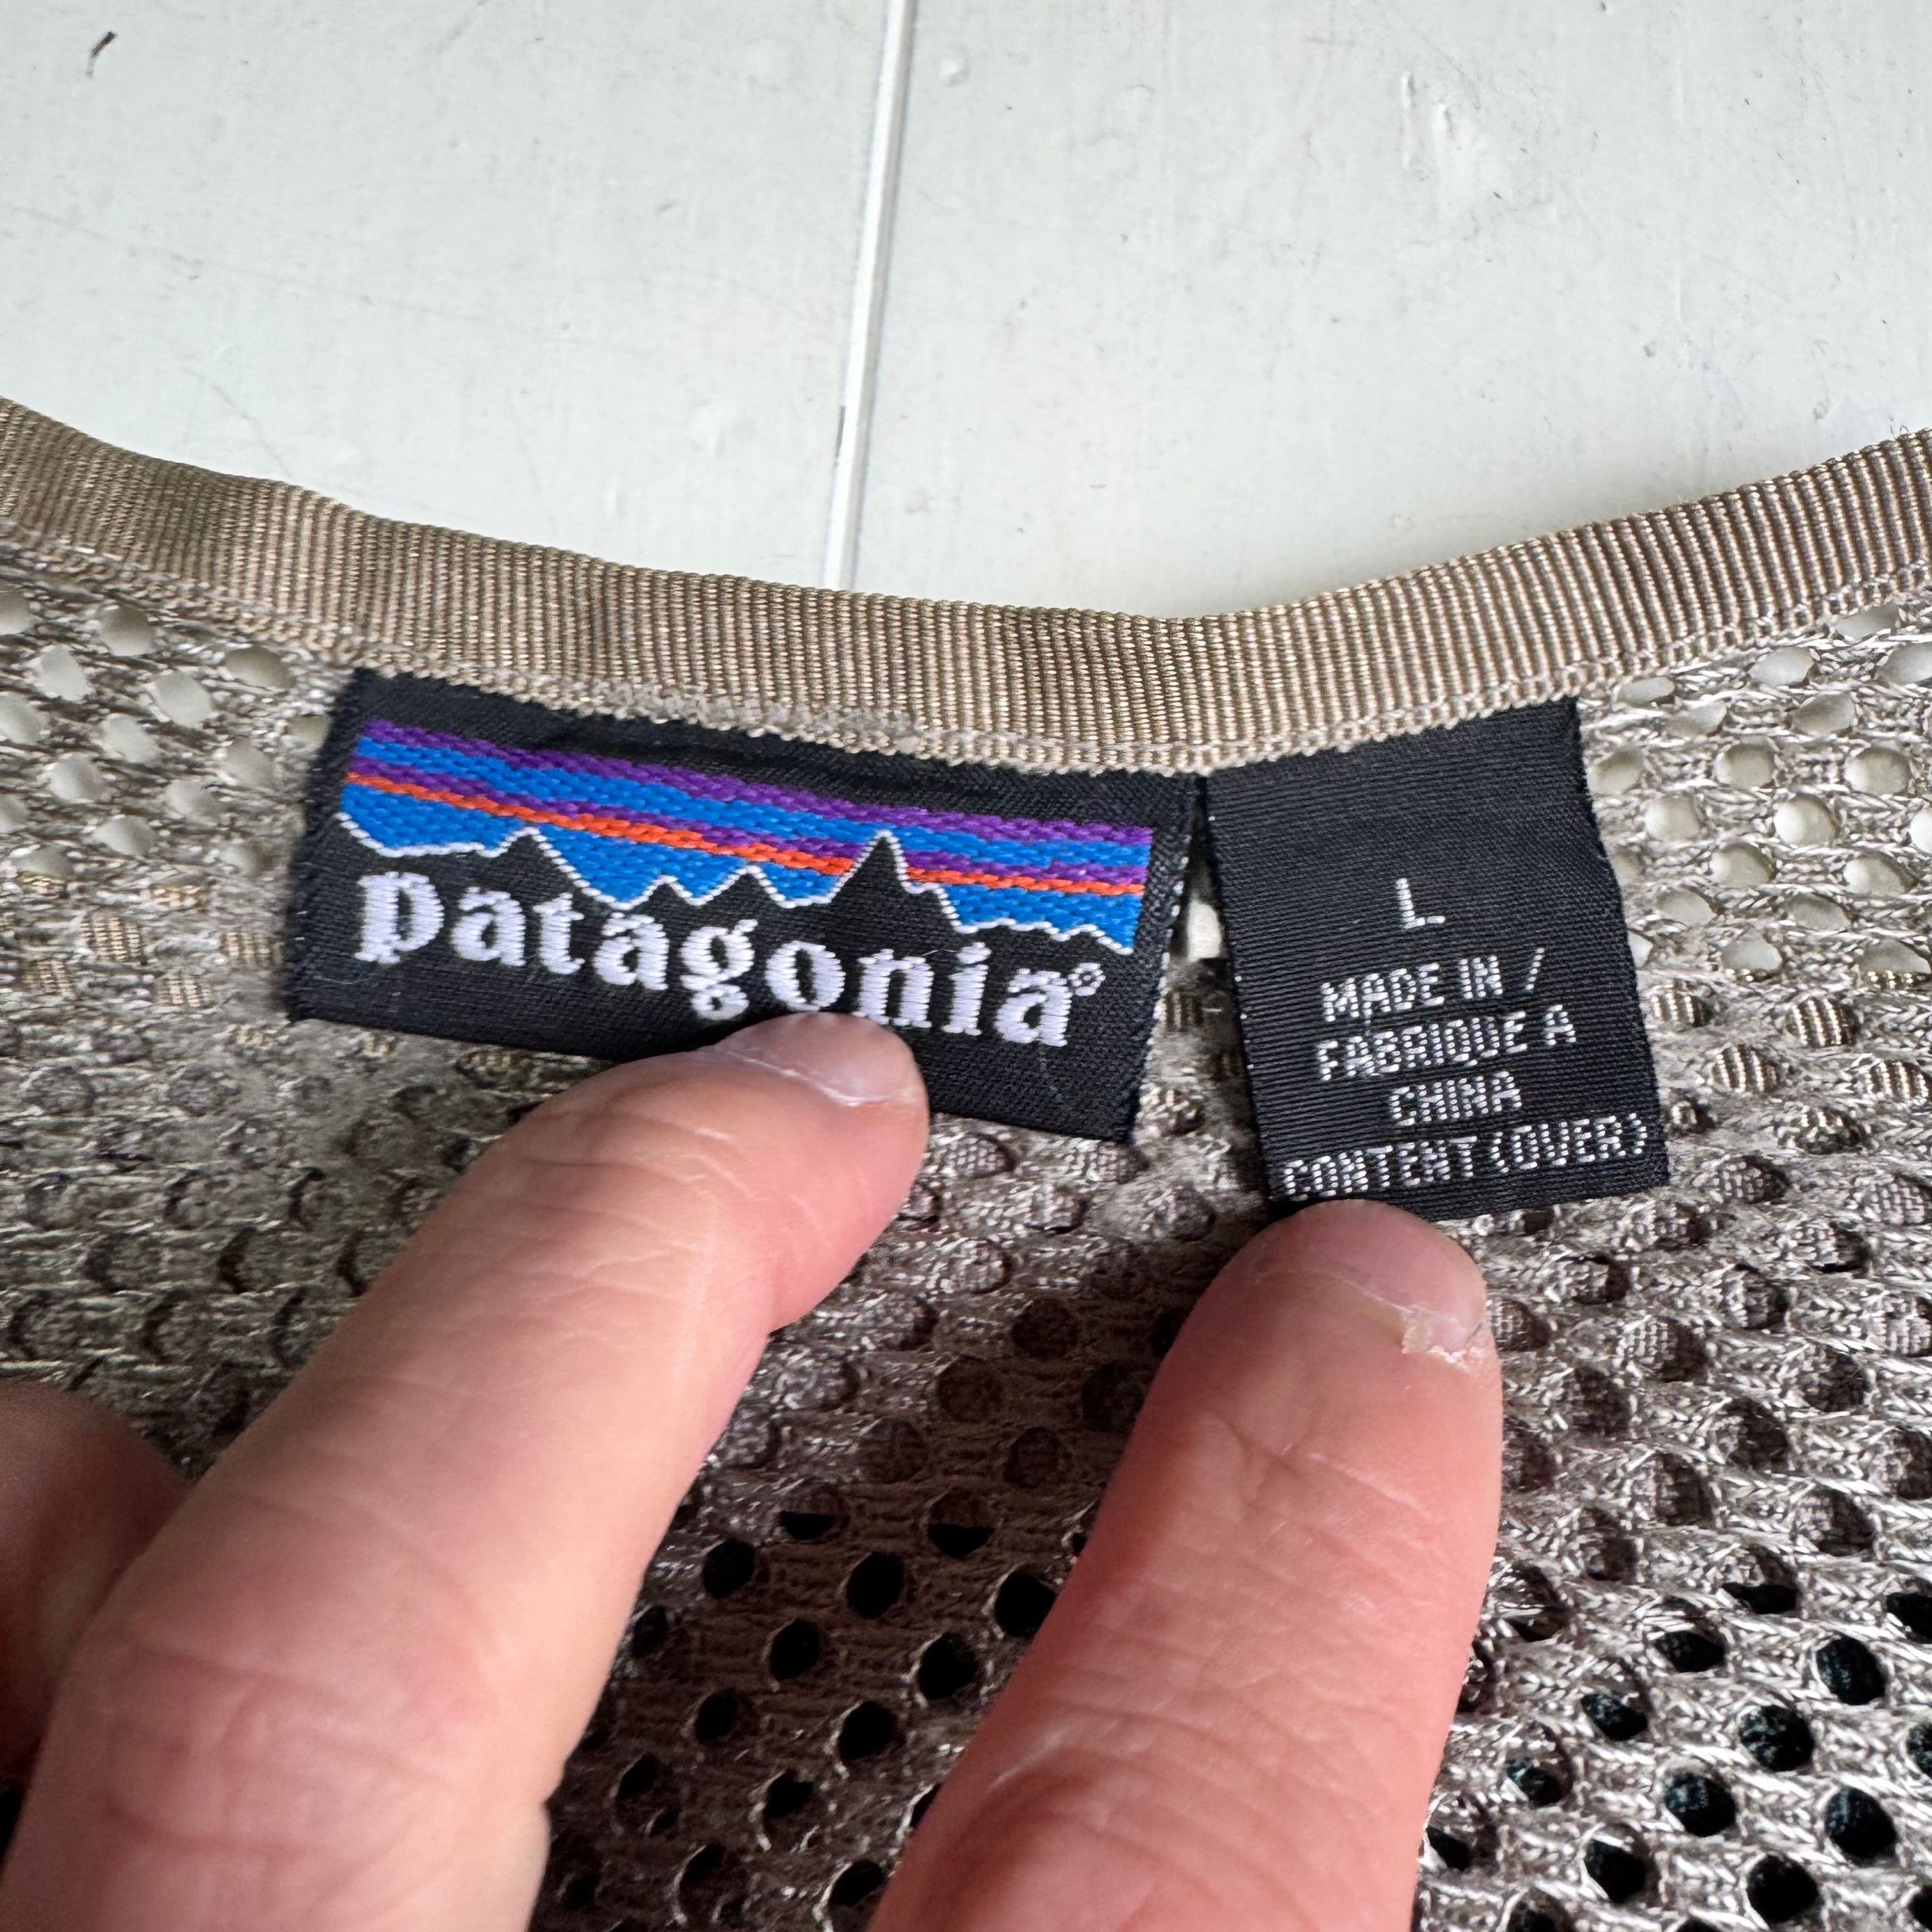 patagonia®
L
MADE IN /
FABRIQUE A
CHINA
CONTENT (OVER)